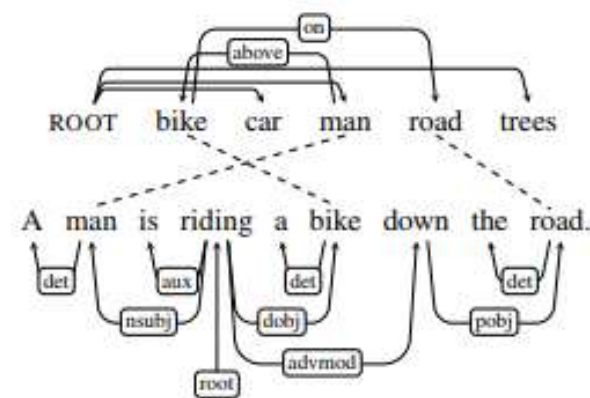 on
above
ROOT bike car man road trees
A man is riding a bike down the road.
det aux det det
nsubj dobj pobj
advmod
root